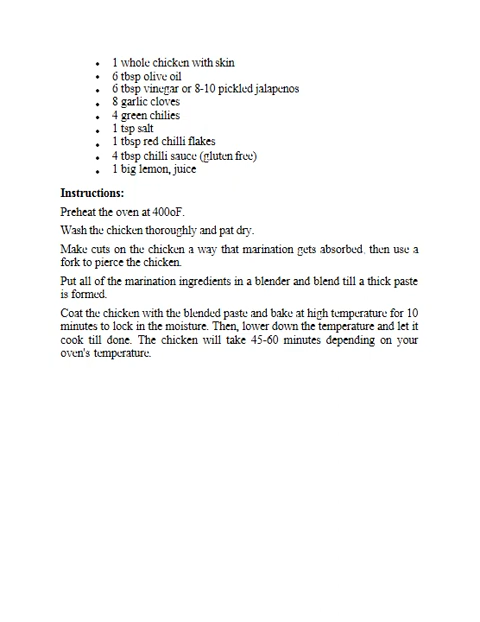 • 1 whole chicken with skin
• 6 tbsp olive oil
• 6 tbsp vinegar or 8-10 pickled jalapenos
• 8 garlic cloves
• 4 green chilies
• 1 tsp salt
• 1 tbsp red chilli flakes
• 4 tbsp chilli sauce (gluten free)
• 1 big lemon, juice
Instructions:
Preheat the oven at 400oF.
Wash the chicken thoroughly and pat dry.
Make cuts on the chicken a way that marination gets absorbed, then use a
fork to pierce the chicken.
Put all of the marination ingredients in a blender and blend till a thick paste
is formed.
Coat the chicken with the blended paste and bake at high temperature for 10
minutes to lock in the moisture. Then, lower down the temperature and let it
cook till done. The chicken will take 45-60 minutes depending on your
oven's temperature.